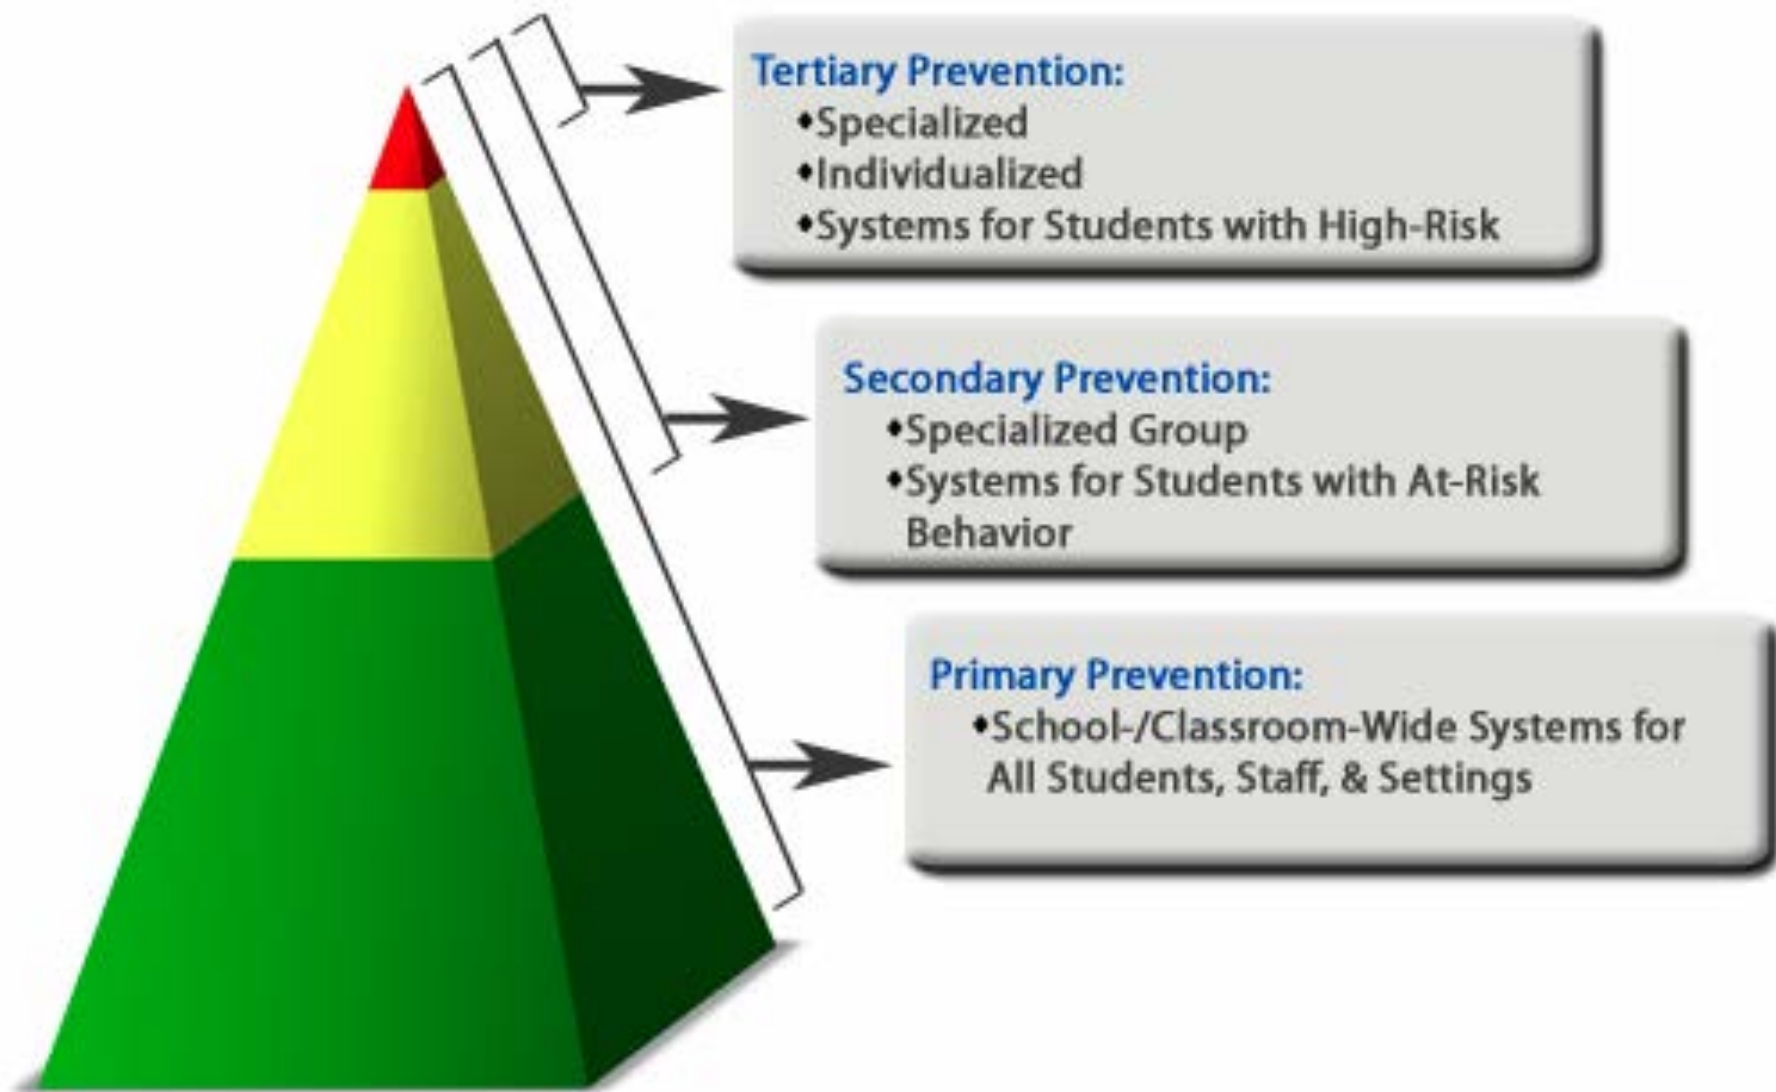 Tertiary Prevention:
♦Specialized
♦Individualized
♦Systems for Students with High-Risk
Secondary Prevention:
♦Specialized Group
♦Systems for Students with At-Risk
Behavior
Primary Prevention:
♦School-/Classroom-Wide Systems for
All Students, Staff, & Settings